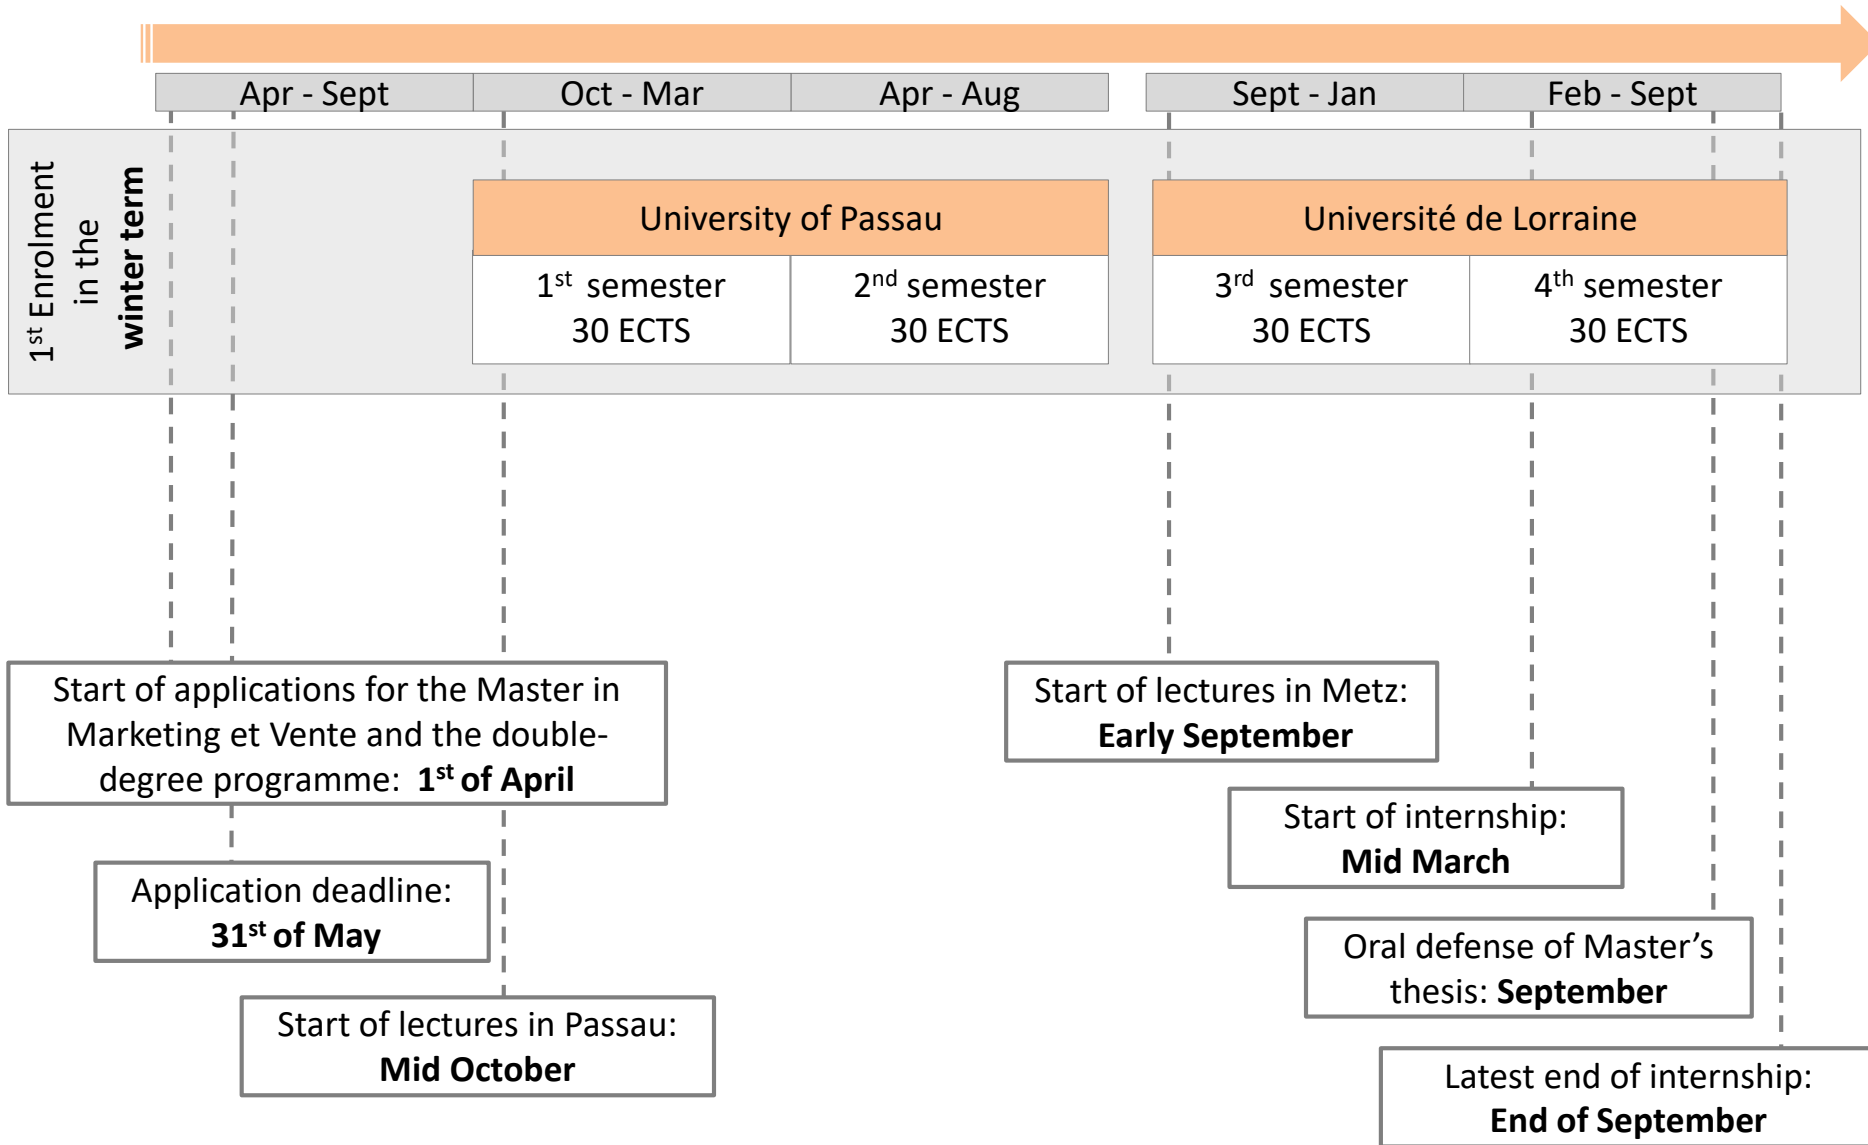 Apr - Sept
Oct - Mar
Apr - Aug
Sept - Jan
Feb - Sept
1st Enrolment
in the
winter term
University of Passau
Université de Lorraine
1st semester
30 ECTS
2nd semester
30 ECTS
3rd semester
30 ECTS
4th semester
30 ECTS
Start of applications for the Master in
Marketing et Vente and the double-
degree programme: 1st of April
Start of lectures in Metz:
Early September
Start of internship:
Mid March
Application deadline:
31st of May
Oral defense of Master’s
thesis: September
Start of lectures in Passau:
Mid October
Latest end of internship:
End of September